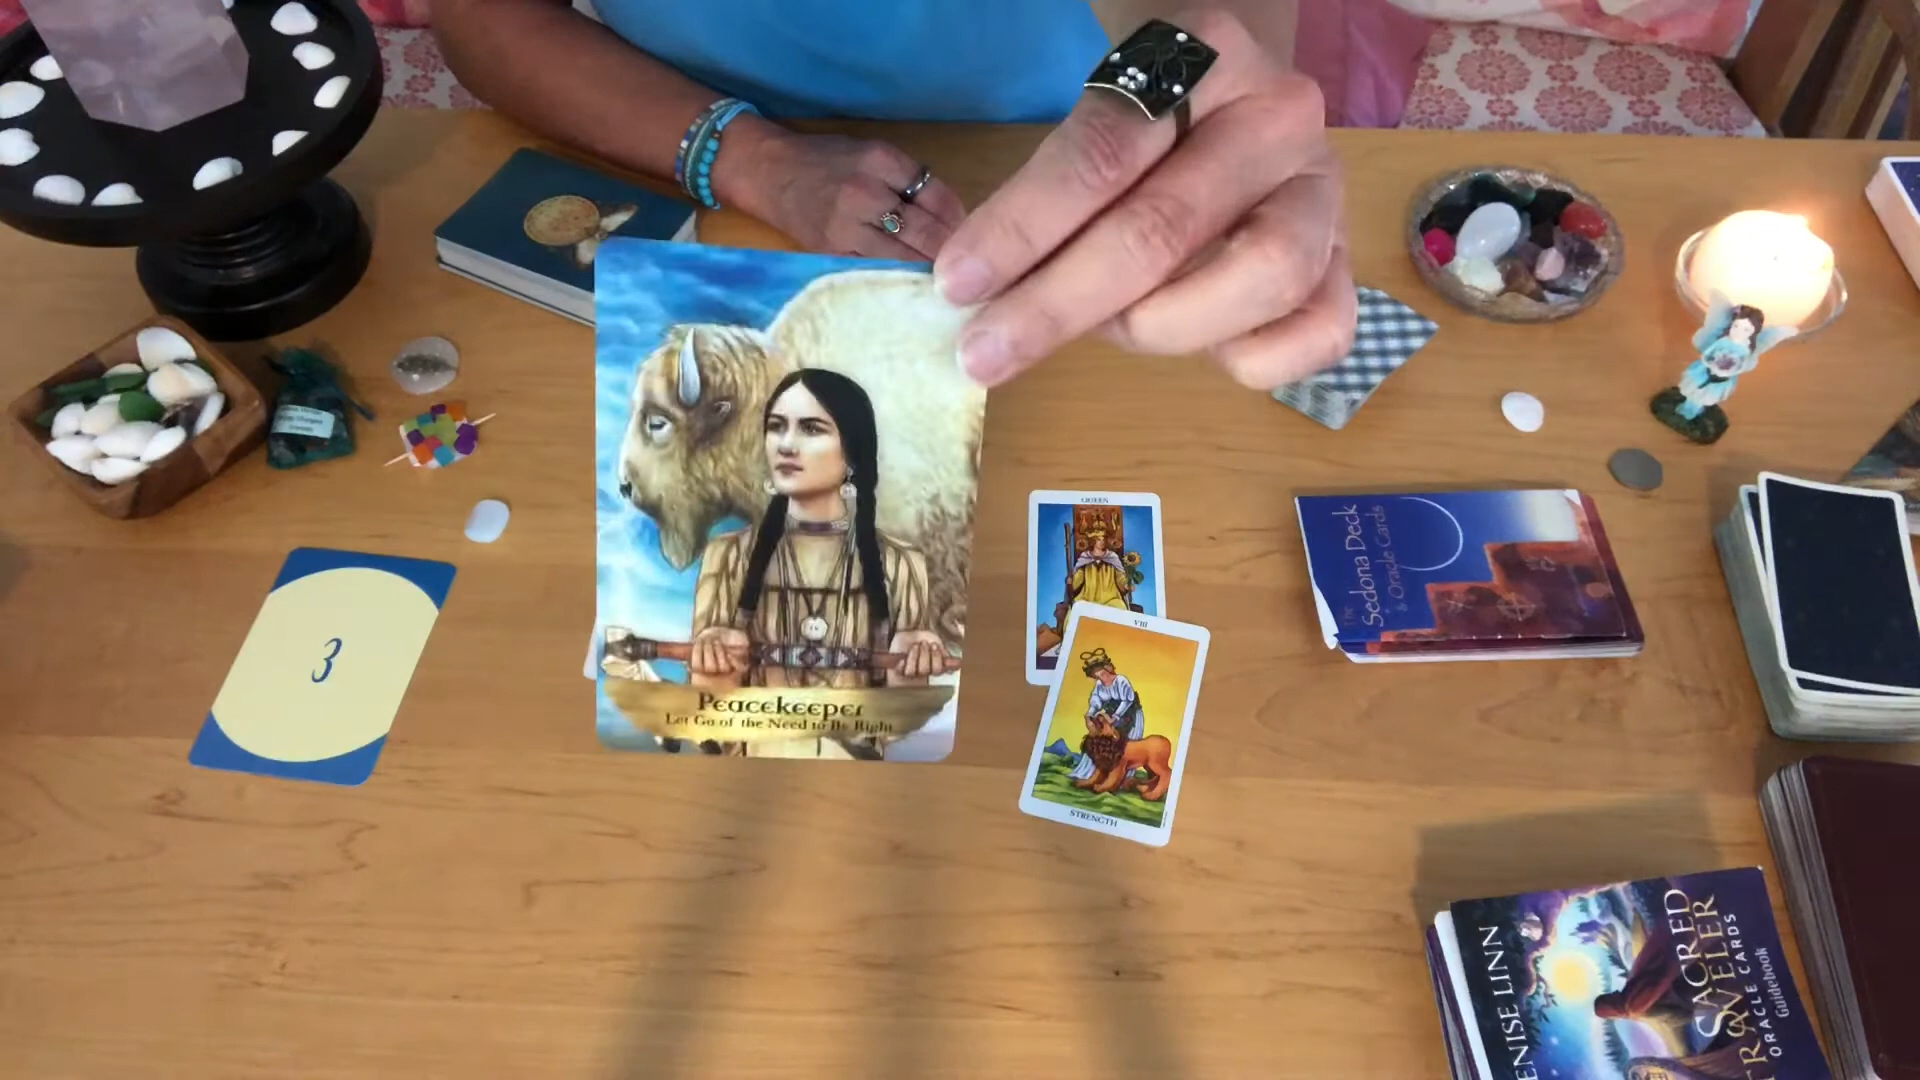 3
Peacekeeper
Let Go of the Need to Be Right
QUEEN
VIII
STRENGTH
The
Sedona Deck
Oracle Cards
ENISE LINN
SACRED
TRAVELER
ORACLE CARDS
Guidebook